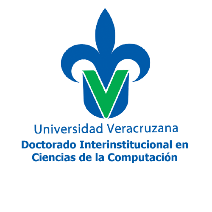 Universidad Veracruzana
Doctorado Interinstitucional en
Ciencias de la Computación